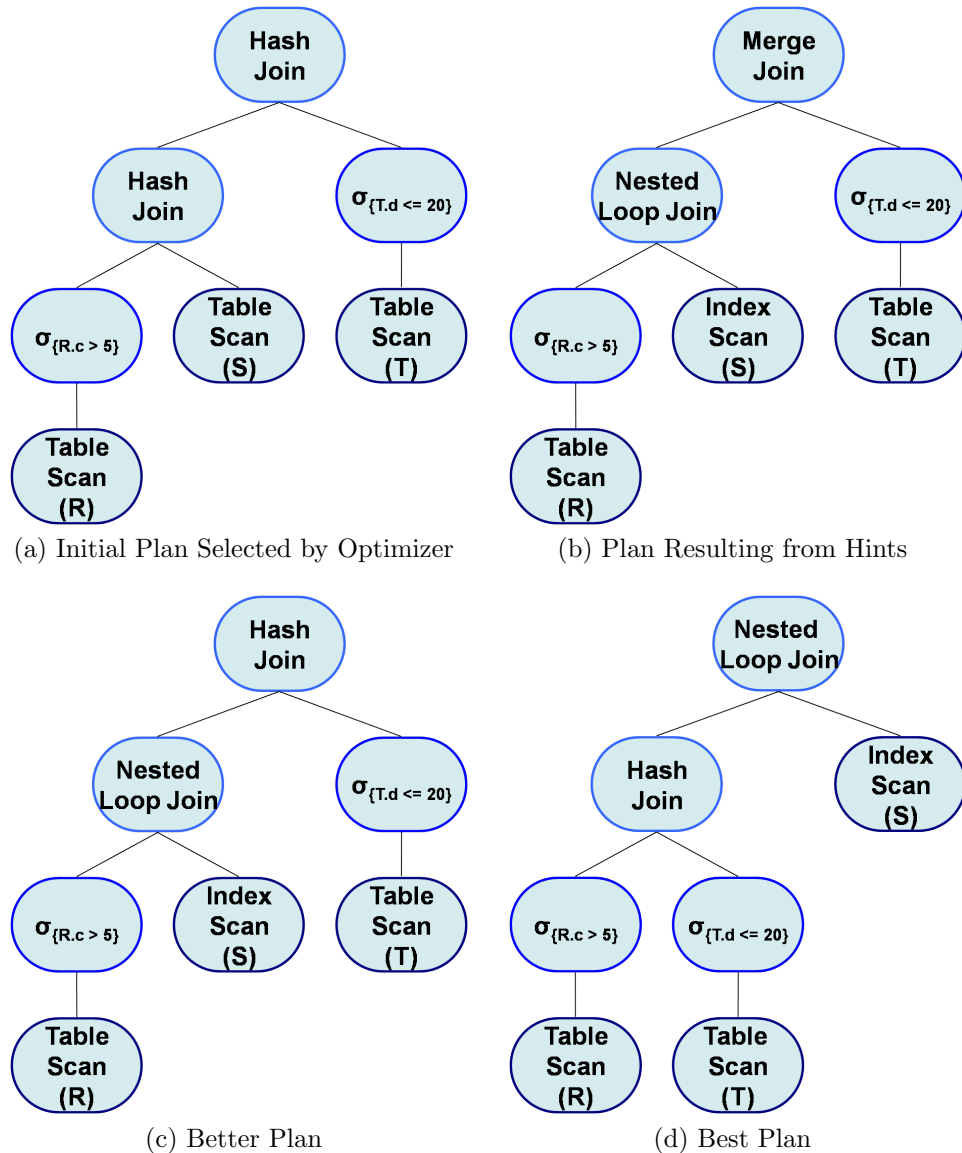 Hash
Join
Hash
Join
σ{T.d <= 20}
σ{R.c > 5}
Table
Scan
(S)
Table
Scan
(T)
Table
Scan
(R)
(a) Initial Plan Selected by Optimizer
Merge
Join
Nested
Loop Join
σ{T.d <= 20}
σ{R.c > 5}
Index
Scan
(S)
Table
Scan
(T)
Table
Scan
(R)
(b) Plan Resulting from Hints
Hash
Join
Nested
Loop Join
σ{T.d <= 20}
σ{R.c > 5}
Index
Scan
(S)
Table
Scan
(T)
Table
Scan
(R)
(c) Better Plan
Nested
Loop Join
Hash
Join
Index
Scan
(S)
σ{R.c > 5}
σ{T.d <= 20}
Table
Scan
(R)
Table
Scan
(T)
(d) Best Plan